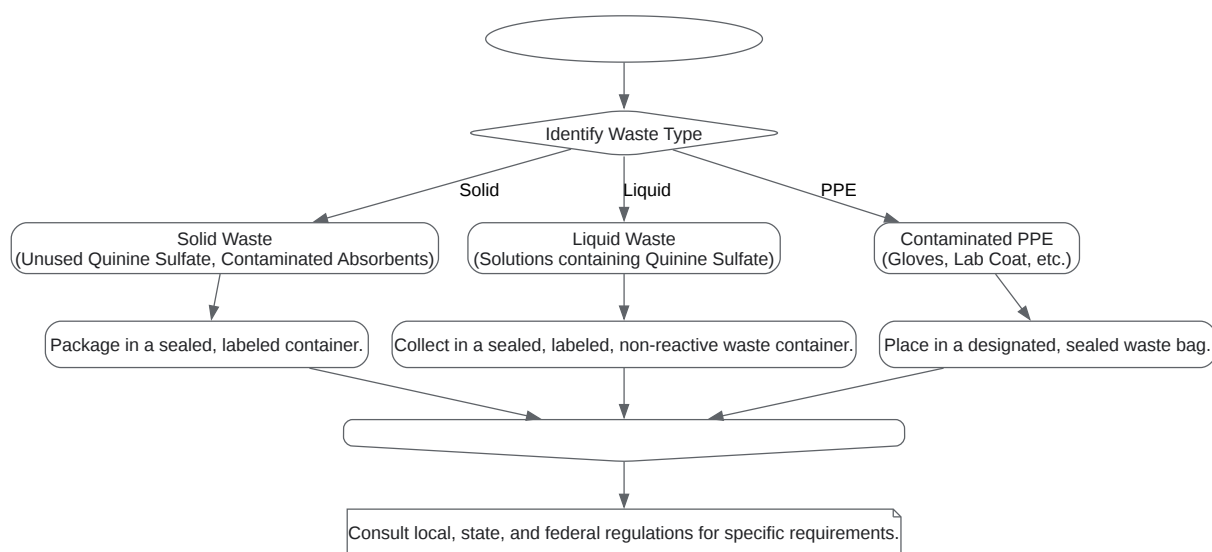 Identify Waste Type
Solid
Liquid
PPE
Solid Waste
(Unused Quinine Sulfate, Contaminated Absorbents)
Liquid Waste
(Solutions containing Quinine Sulfate)
Contaminated PPE
(Gloves, Lab Coat, etc.)
Package in a sealed, labeled container.
Collect in a sealed, labeled, non-reactive waste container.
Place in a designated, sealed waste bag.
Consult local, state, and federal regulations for specific requirements.